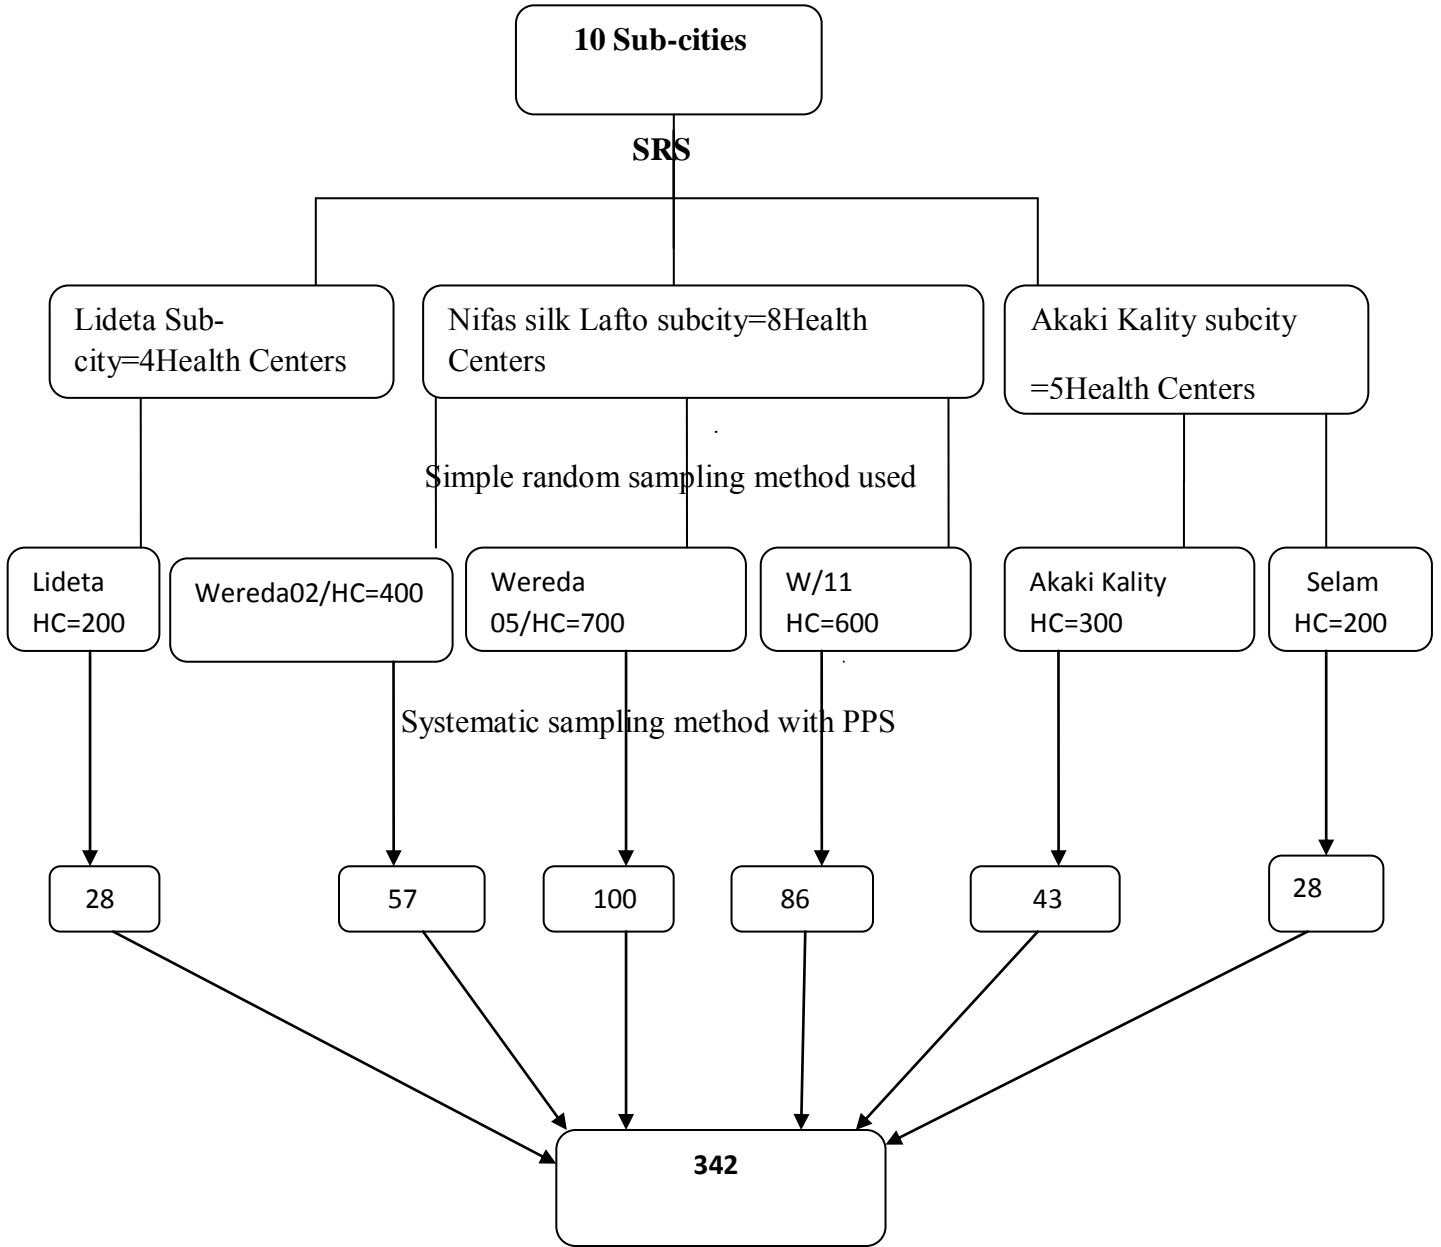 10 Sub-cities
SRS
Lideta Sub-
city=4Health Centers
Nifas silk Lafto subcity=8Health
Centers
Akaki Kality subcity
=5Health Centers
Simple random sampling method used
Lideta
HC=200
Wereda02/HC=400
Wereda
05/HC=700
W/11
HC=600
Akaki Kality
HC=300
Selam
HC=200
Systematic sampling method with PPS
28
57
100
86
43
28
342